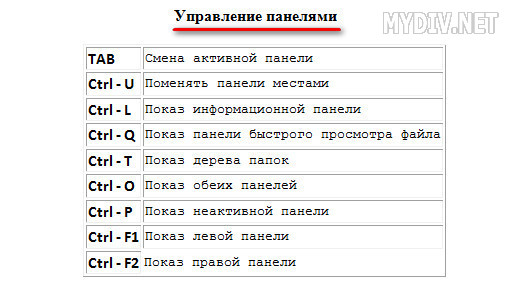 MYDIV.NET
Управление панелями
TAB Смена активной панели
Ctrl - U Поменять панели местами
Ctrl - L Показ информационной панели
Ctrl - Q Показ панели быстрого просмотра файла
Ctrl - T Показ дерева папок
Ctrl - O Показ обеих панелей
Ctrl - P Показ неактивной панели
Ctrl - F1 Показ левой панели
Ctrl - F2 Показ правой панели